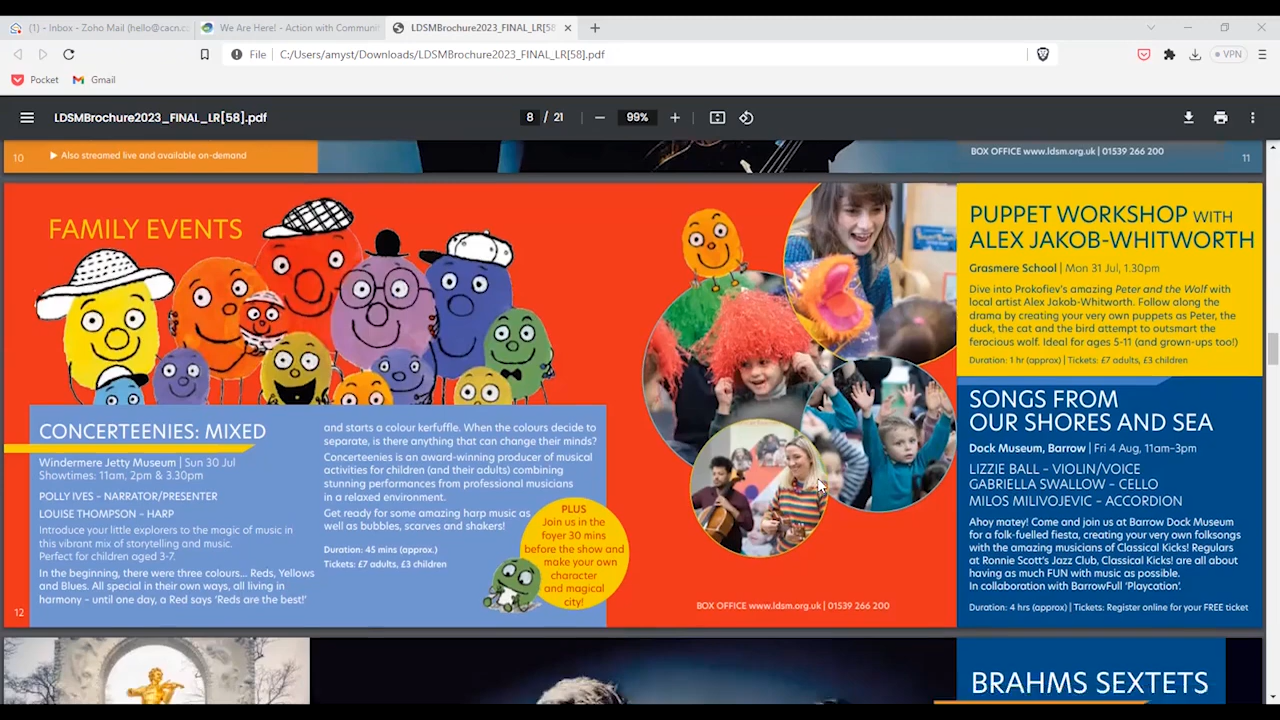 (1) - Inbox - Zoho Mail (hello@cacn.c
We Are Here! - Action with Communi
LDSMBrochure2023_FINAL_LR[58]
File
C:/Users/amyst/Downloads/LDSMBrochure2023_FINAL_LR[58].pdf
VPN
Pocket
Gmail
LDSMBrochure2023_FINAL_LR[58].pdf
8 / 21
99%
10
▶ Also streamed live and available on-demand
BOX OFFICE www.ldsm.org.uk | 01539 266 200
11
FAMILY EVENTS
CONCERTEENIES: MIXED
Windermere Jetty Museum | Sun 30 Jul
Showtimes: 11am, 2pm & 3.30pm
POLLY IVES – NARRATOR/PRESENTER
LOUISE THOMPSON – HARP
Introduce your little explorers to the magic of music in
this vibrant mix of storytelling and music.
Perfect for children aged 3-7.
In the beginning, there were three colours... Reds, Yellows
and Blues. All special in their own ways, all living in
harmony – until one day, a Red says 'Reds are the best!'
12
and starts a colour kerfuffle. When the colours decide to
separate, is there anything that can change their minds?
Concerteenies is an award-winning producer of musical
activities for children (and their adults) combining
stunning performances from professional musicians
in a relaxed environment.
Get ready for some amazing harp music as
well as bubbles, scarves and shakers!
Duration: 45 mins (approx.)
Tickets: £7 adults, £3 children
PLUS
Join us in the
foyer 30 mins
before the show and
make your own
character
and magical
city!
BOX OFFICE www.ldsm.org.uk | 01539 266 200
PUPPET WORKSHOP WITH
ALEX JAKOB-WHITWORTH
Grasmere School | Mon 31 Jul, 1.30pm
Dive into Prokofiev's amazing Peter and the Wolf with
local artist Alex Jakob-Whitworth. Follow along the
drama by creating your very own puppets as Peter, the
duck, the cat and the bird attempt to outsmart the
ferocious wolf. Ideal for ages 5-11 (and grown-ups too!)
Duration: 1 hr (approx) | Tickets: £7 adults, £3 children
SONGS FROM
OUR SHORES AND SEA
Dock Museum, Barrow | Fri 4 Aug, 11am–3pm
LIZZIE BALL – VIOLIN/VOICE
GABRIELLA SWALLOW – CELLO
MILOS MILIVOJEVIC – ACCORDION
Ahoy matey! Come and join us at Barrow Dock Museum
for a folk-fuelled fiesta, creating your very own folksongs
with the amazing musicians of Classical Kicks! Regulars
at Ronnie Scott's Jazz Club, Classical Kicks! are all about
having as much FUN with music as possible.
In collaboration with BarrowFull 'Playcation'.
Duration: 4 hrs (approx) | Tickets: Register online for your FREE ticket
BRAHMS SEXTETS